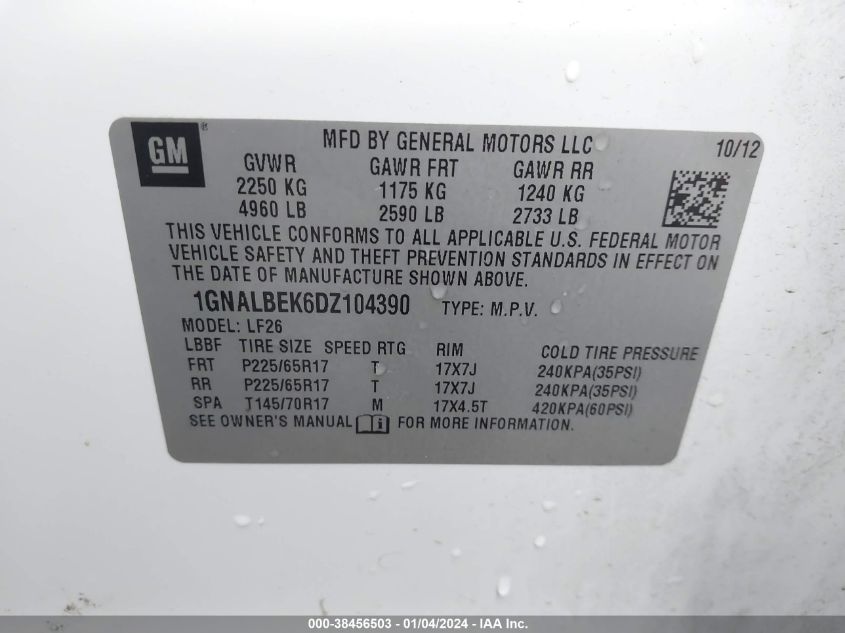 GM ® MFD BY GENERAL MOTORS LLC 10/12
GVWR GAWR FRT GAWR RR
2250 KG 1175 KG 1240 KG
4960 LB 2590 LB 2733 LB
THIS VEHICLE CONFORMS TO ALL APPLICABLE U.S. FEDERAL MOTOR
VEHICLE SAFETY AND THEFT PREVENTION STANDARDS IN EFFECT ON
THE DATE OF MANUFACTURE SHOWN ABOVE.
1GNALBEK6DZ104390 TYPE: M.P.V.
MODEL: LF26
LBBF TIRE SIZE SPEED RTG RIM COLD TIRE PRESSURE
FRT P225/65R17 T 17X7J 240KPA(35PSI)
RR P225/65R17 T 17X7J 240KPA(35PSI)
SPA T145/70R17 M 17X4.5T 420KPA(60PSI)
SEE OWNER'S MANUAL i FOR MORE INFORMATION.
000-38456503 - 01/04/2024 - IAA Inc.